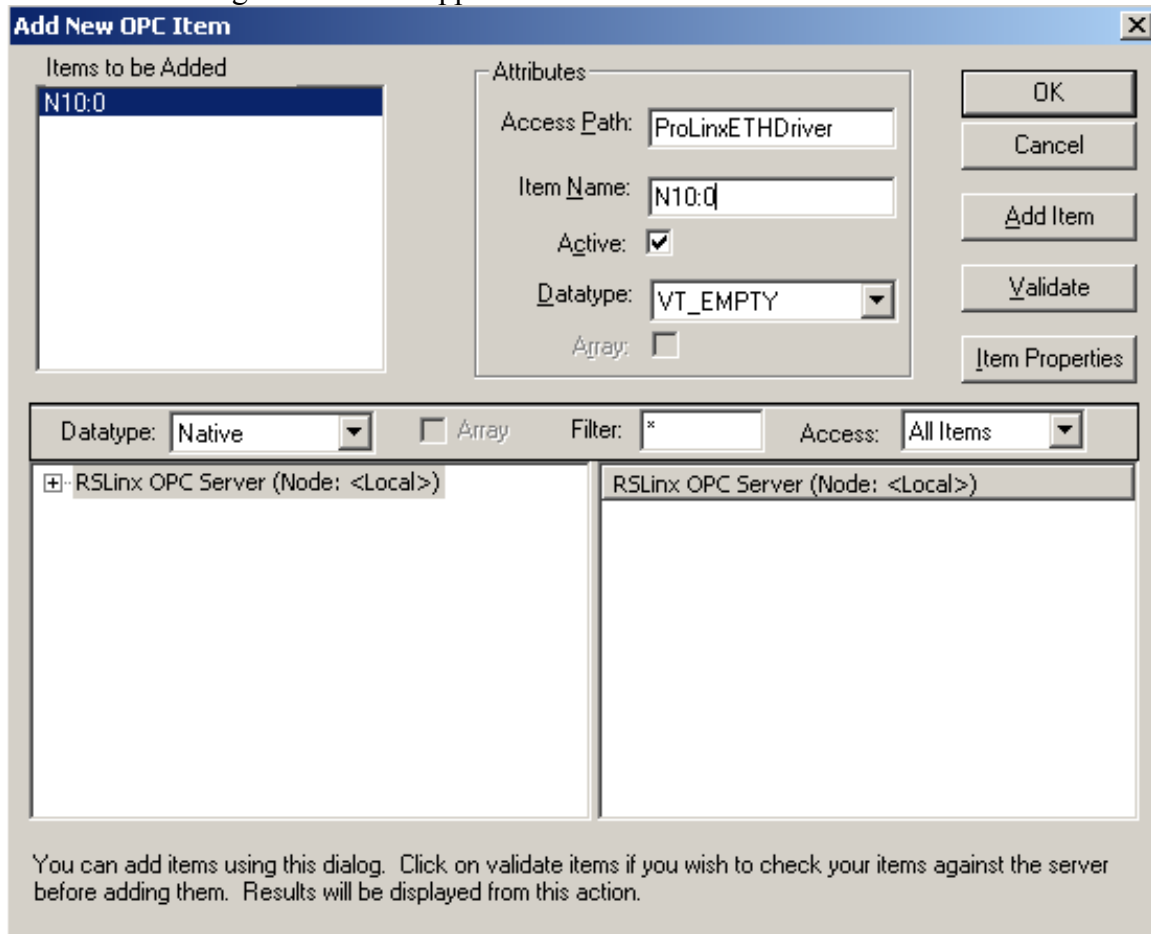 Add New OPC Item
Items to be Added
N10:0
Attributes
Access Path: ProLinxETHDriver
Item Name: N10:0
Active:
Datatype: VT_EMPTY
Array:
OK
Cancel
Add Item
Validate
Item Properties
Datatype: Native Array Filter: * Access: All Items
RSLinx OPC Server (Node: <Local>)
RSLinx OPC Server (Node: <Local>)
You can add items using this dialog. Click on validate items if you wish to check your items against the server
before adding them. Results will be displayed from this action.